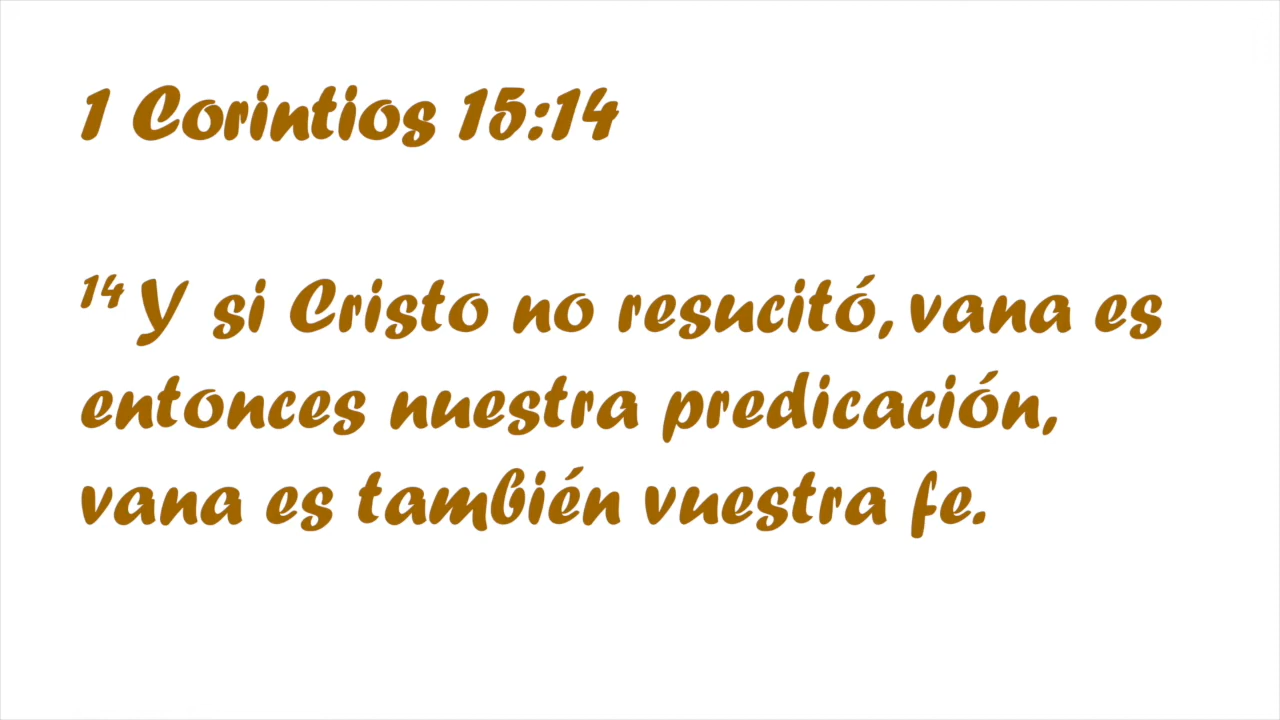 1 Corintios 15:14
14 Y si Cristo no resucitó, vana es
entonces nuestra predicación,
vana es también vuestra fe.